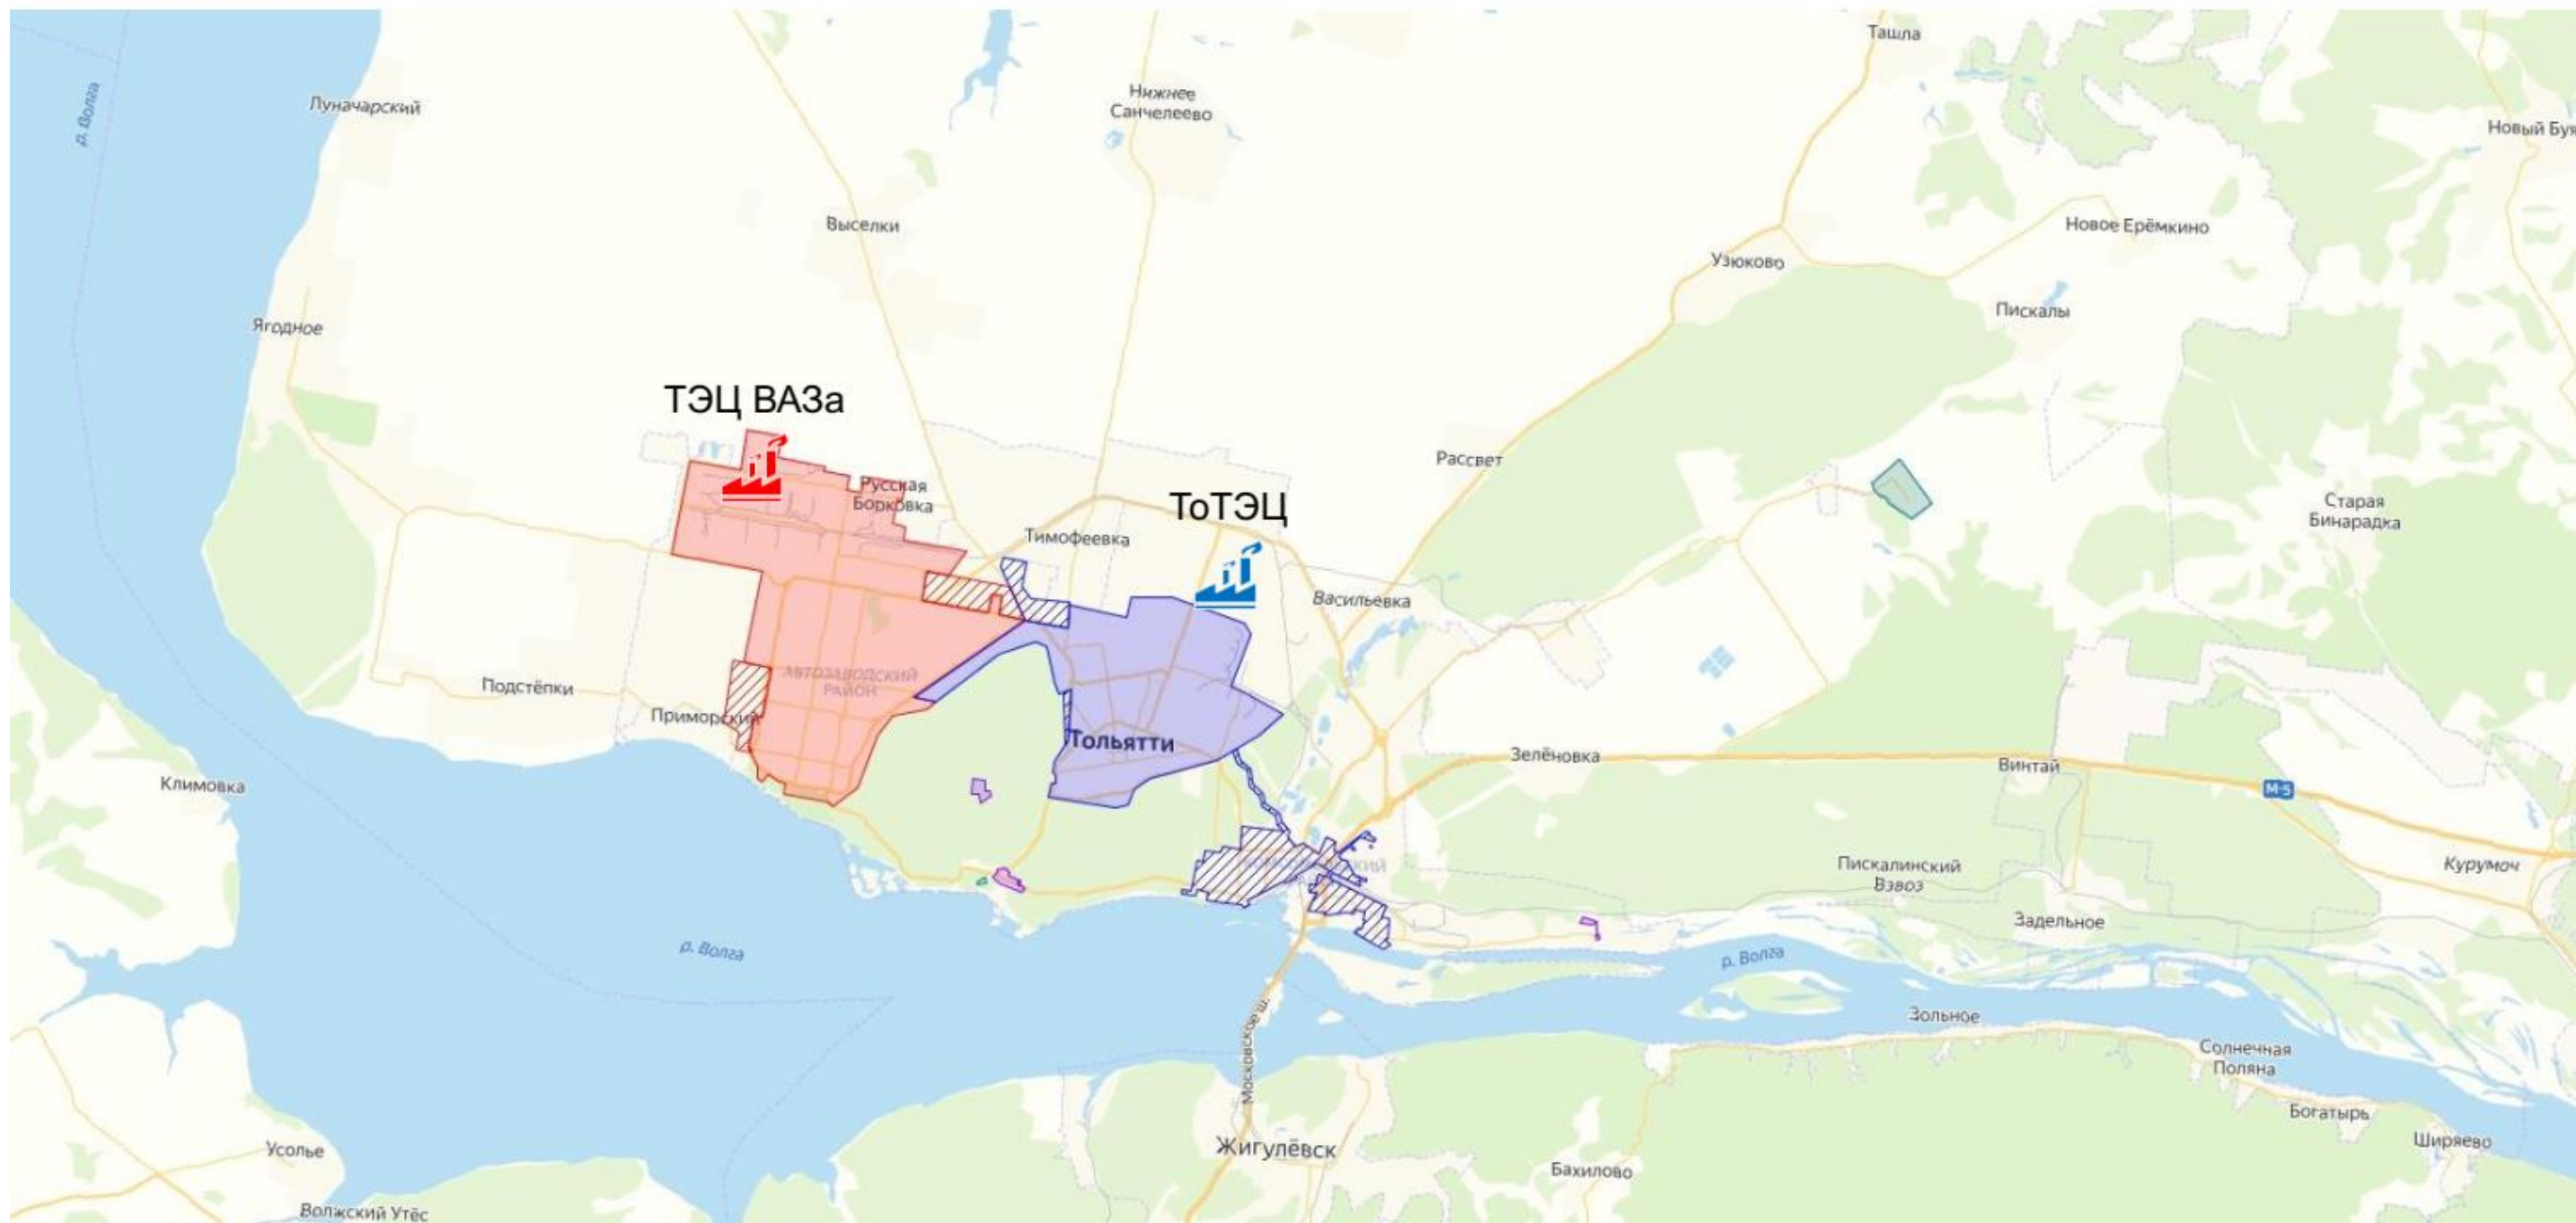 Ташла
р. Волга
Луначарский
Нижнее
Санчелеево
Новый Буя
Выселки
Новое Ерёмкино
Узюково
Пискалы
Ягодное
ТЭЦ ВАЗа
Рассвет
Русская
Борковка
ТоТЭЦ
Старая
Бинарадка
Тимофеевка
Васильевка
АВТОЗАВОДСКИЙ
РАЙОН
Подстёпки
Приморский
Тольятти
Зелёновка
Винтай
М-5
Климовка
Пискалинский
Взвоз
Курумоч
Задельное
р. Волга
р. Волга
Зольное
Московское ш.
Солнечная
Поляна
Богатырь
Ширяево
Усолье
Жигулёвск
Бахилово
Волжский Утёс